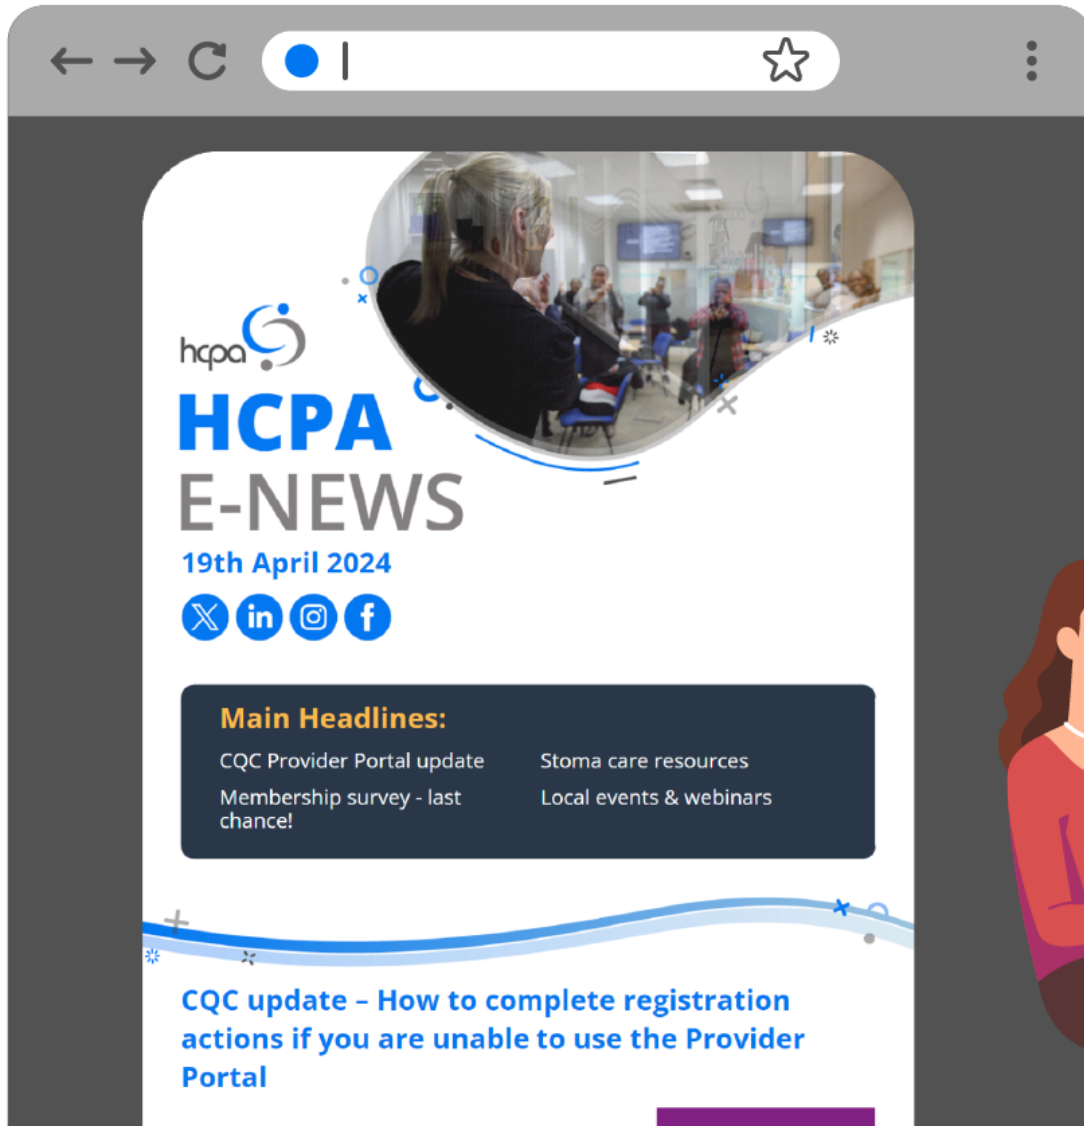 hcpa
HCPA
E-NEWS
19th April 2024
Main Headlines:
CQC Provider Portal update
Membership survey - last
chance!
Stoma care resources
Local events & webinars
CQC update – How to complete registration
actions if you are unable to use the Provider
Portal